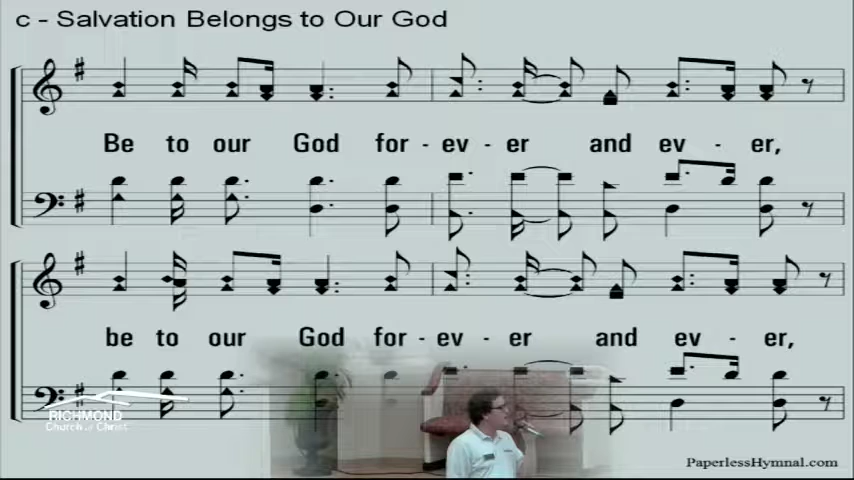 c - Salvation Belongs to Our God
Be to our God for - ev - er and ev - er,
be to our God for - ev - er and ev - er,
RICHMOND
Church of Christ
PaperlessHymnal.com